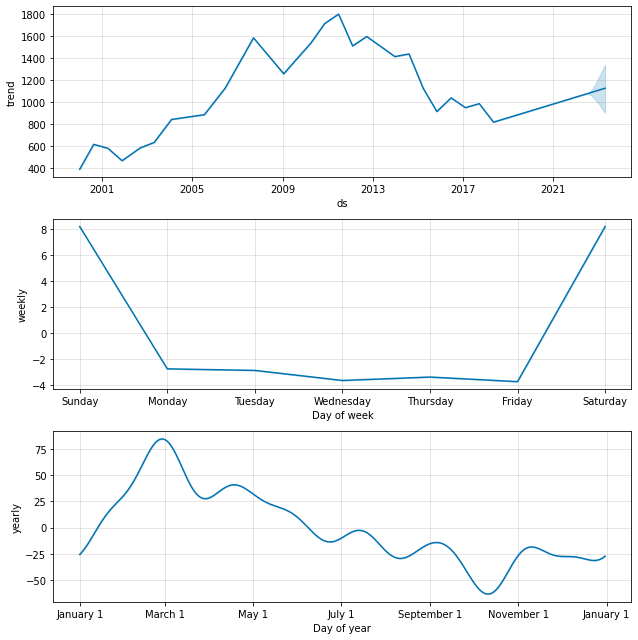 1800
1600
1400
1200
1000
800
600
400
trend
2001 2005 2009 2013 2017 2021
ds
8
6
4
2
0
−2
−4
weekly
Sunday Monday Tuesday Wednesday Thursday Friday Saturday
Day of week
75
50
25
0
−25
−50
yearly
January 1 March 1 May 1 July 1 September 1 November 1 January 1
Day of year